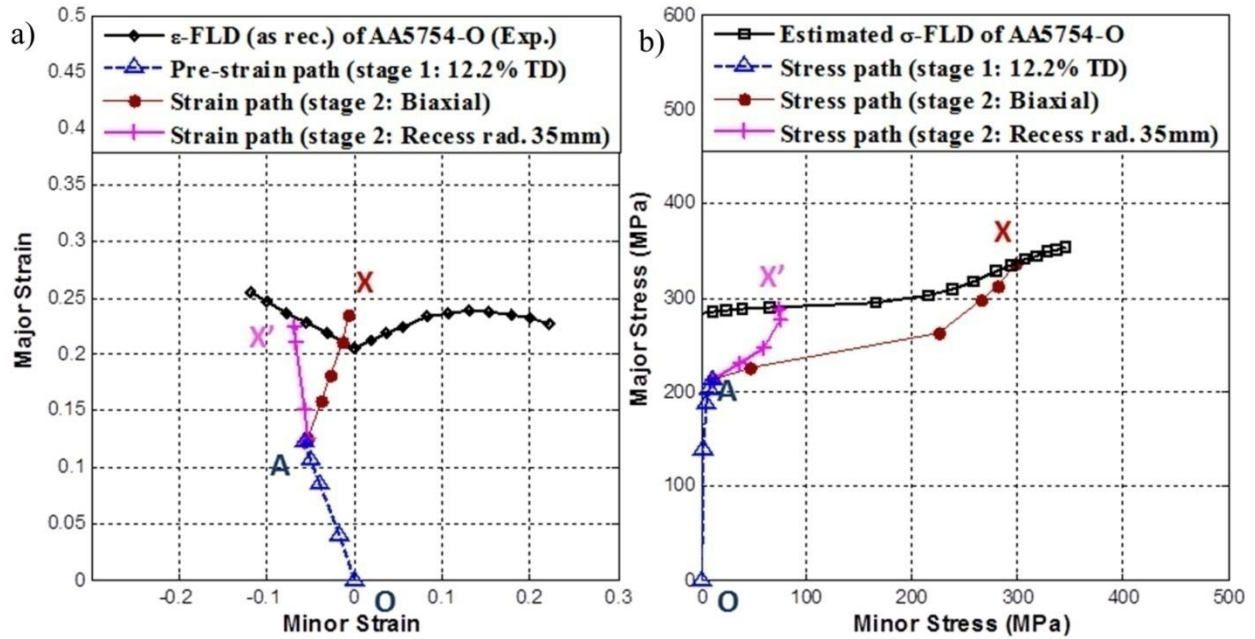 a)
ε-FLD (as rec.) of AA5754-O (Exp.)
Pre-strain path (stage 1: 12.2% TD)
Strain path (stage 2: Biaxial)
Strain path (stage 2: Recess rad. 35mm)
0.5
0.45
0.4
0.35
0.3
0.25
0.2
0.15
0.1
0.05
0
Major Strain
X
X'
A
O
-0.2
-0.1
0
0.1
0.2
0.3
Minor Strain
b)
Estimated σ-FLD of AA5754-O
Stress path (stage 1: 12.2% TD)
Stress path (stage 2: Biaxial)
Stress path (stage 2: Recess rad. 35mm)
600
500
400
300
200
100
0
Major Stress (MPa)
X
X'
A
O
0
100
200
300
400
500
Minor Stress (MPa)